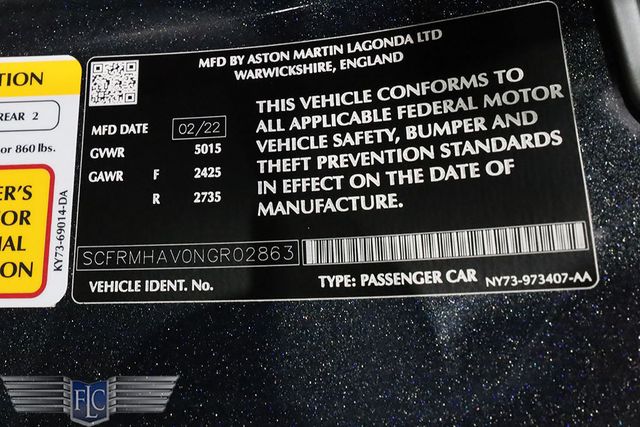 MFD BY ASTON MARTIN LAGONDA LTD
WARWICKSHIRE, ENGLAND
TION
REAR 2
or 860 lbs.
ER'S
OR
IAL
ON
KY73-69014-DA
MFD DATE 02/22
GVWR 5015
GAWR F 2425
R 2735
THIS VEHICLE CONFORMS TO
ALL APPLICABLE FEDERAL MOTOR
VEHICLE SAFETY, BUMPER AND
THEFT PREVENTION STANDARDS
IN EFFECT ON THE DATE OF
MANUFACTURE.
SCFRMHAV0NGR02863
VEHICLE IDENT. No.
TYPE: PASSENGER CAR
NY73-973407-AA
FLC